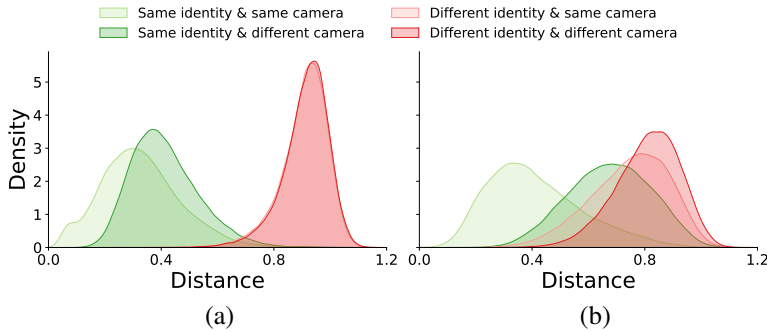 Same identity & same camera
Different identity & same camera
Same identity & different camera
Different identity & different camera
Density
5
4
3
2
1
0
0.0 0.4 0.8 1.2
0.0 0.4 0.8 1.2
Distance
Distance
(a)
(b)